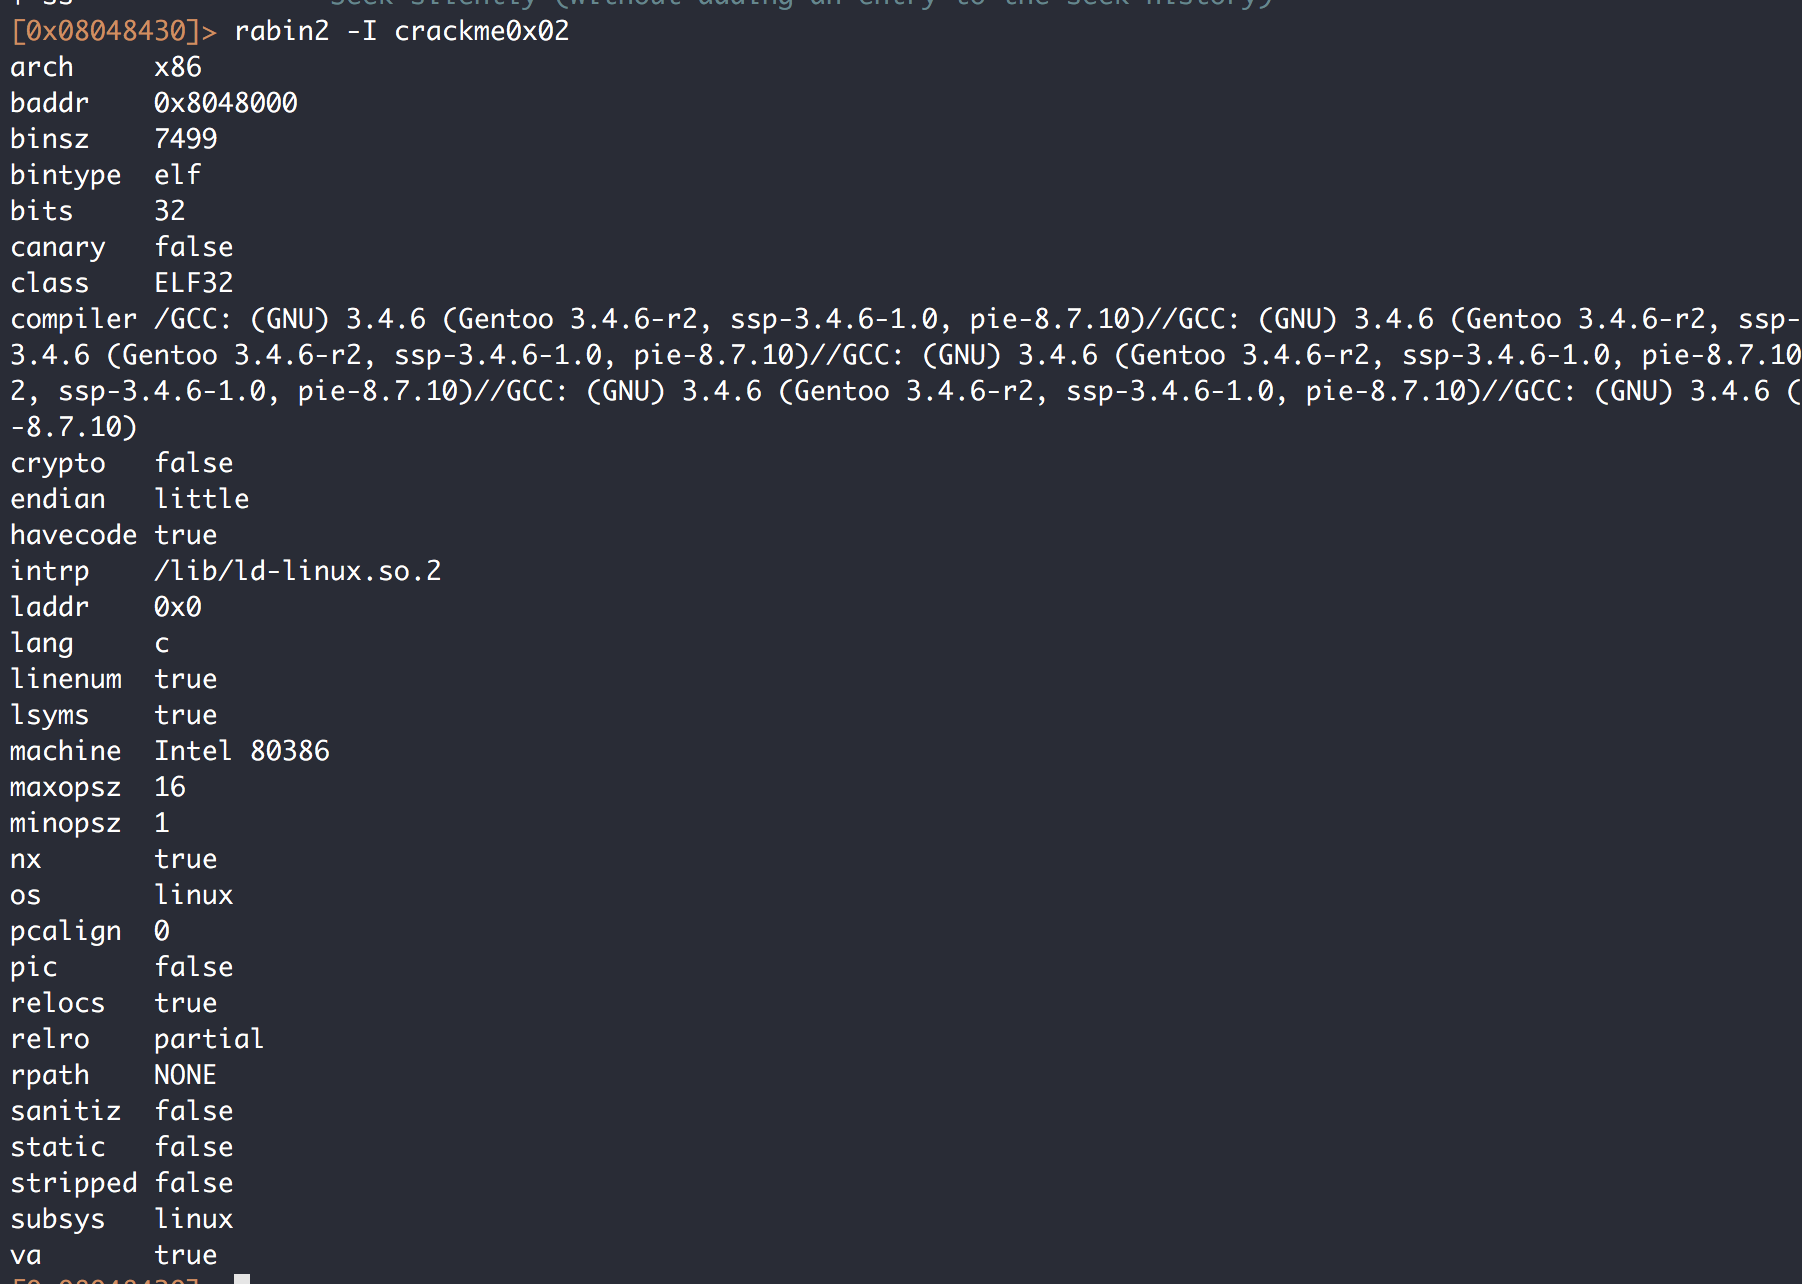 seek silently (without adding an entry to the seek history)
[0x08048430]> rabin2 -I crackme0x02
arch     x86
baddr    0x8048000
binsz    7499
bintype  elf
bits     32
canary   false
class    ELF32
compiler /GCC: (GNU) 3.4.6 (Gentoo 3.4.6-r2, ssp-3.4.6-1.0, pie-8.7.10)//GCC: (GNU) 3.4.6 (Gentoo 3.4.6-r2, ssp-
3.4.6 (Gentoo 3.4.6-r2, ssp-3.4.6-1.0, pie-8.7.10)//GCC: (GNU) 3.4.6 (Gentoo 3.4.6-r2, ssp-3.4.6-1.0, pie-8.7.10
2, ssp-3.4.6-1.0, pie-8.7.10)//GCC: (GNU) 3.4.6 (Gentoo 3.4.6-r2, ssp-3.4.6-1.0, pie-8.7.10)//GCC: (GNU) 3.4.6 (
-8.7.10)
crypto   false
endian   little
havecode true
intrp    /lib/ld-linux.so.2
laddr    0x0
lang     c
linenum  true
lsyms    true
machine  Intel 80386
maxopsz  16
minopsz  1
nx       true
os       linux
pcalign  0
pic      false
relocs   true
relro    partial
rpath    NONE
sanitiz  false
static   false
stripped false
subsys   linux
va       true